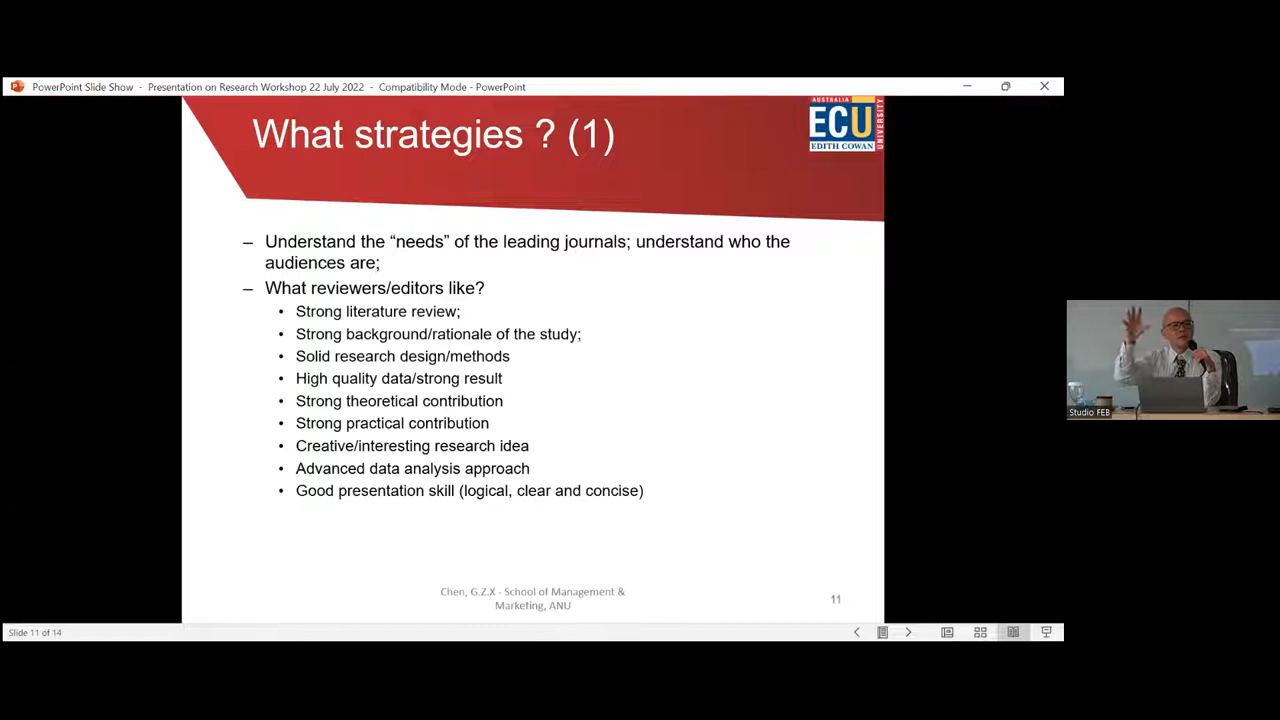 PowerPoint Slide Show - Presentation on Research Workshop 22 July 2022 - Compatibility Mode - PowerPoint
What strategies ? (1)
AUSTRALIA
ECU
EDITH COWAN
UNIVERSITY
– Understand the “needs” of the leading journals; understand who the
audiences are;
– What reviewers/editors like?
• Strong literature review;
• Strong background/rationale of the study;
• Solid research design/methods
• High quality data/strong result
• Strong theoretical contribution
• Strong practical contribution
• Creative/interesting research idea
• Advanced data analysis approach
• Good presentation skill (logical, clear and concise)
Chen, G.Z.X - School of Management &
Marketing, ANU
11
Slide 11 of 14
Studio FEB